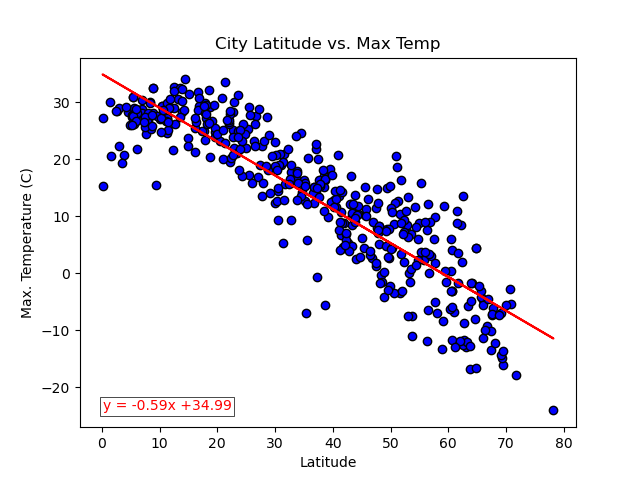 City Latitude vs. Max Temp
Max. Temperature (C)
30
20
10
0
−10
−20
y = -0.59x +34.99
0 10 20 30 40 50 60 70 80
Latitude